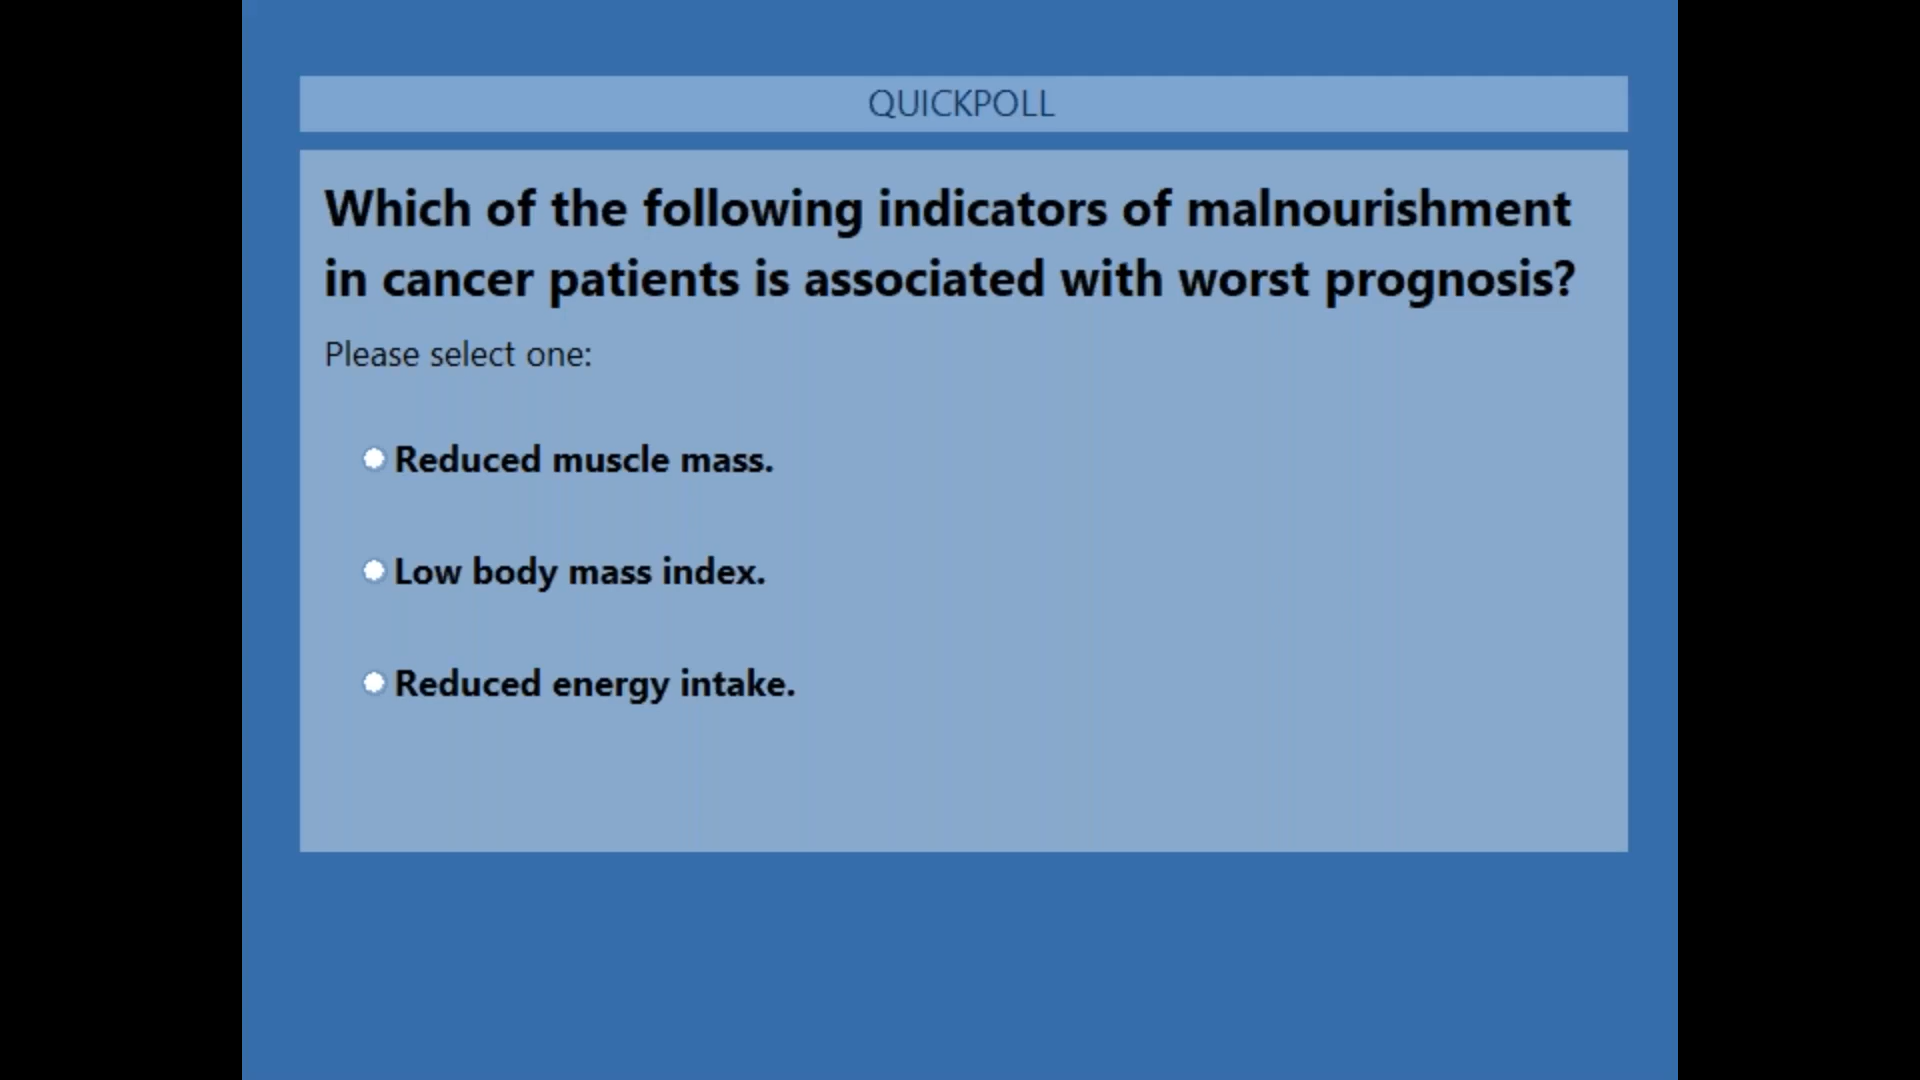 QUICKPOLL
Which of the following indicators of malnourishment
in cancer patients is associated with worst prognosis?
Please select one:
Reduced muscle mass.
Low body mass index.
Reduced energy intake.